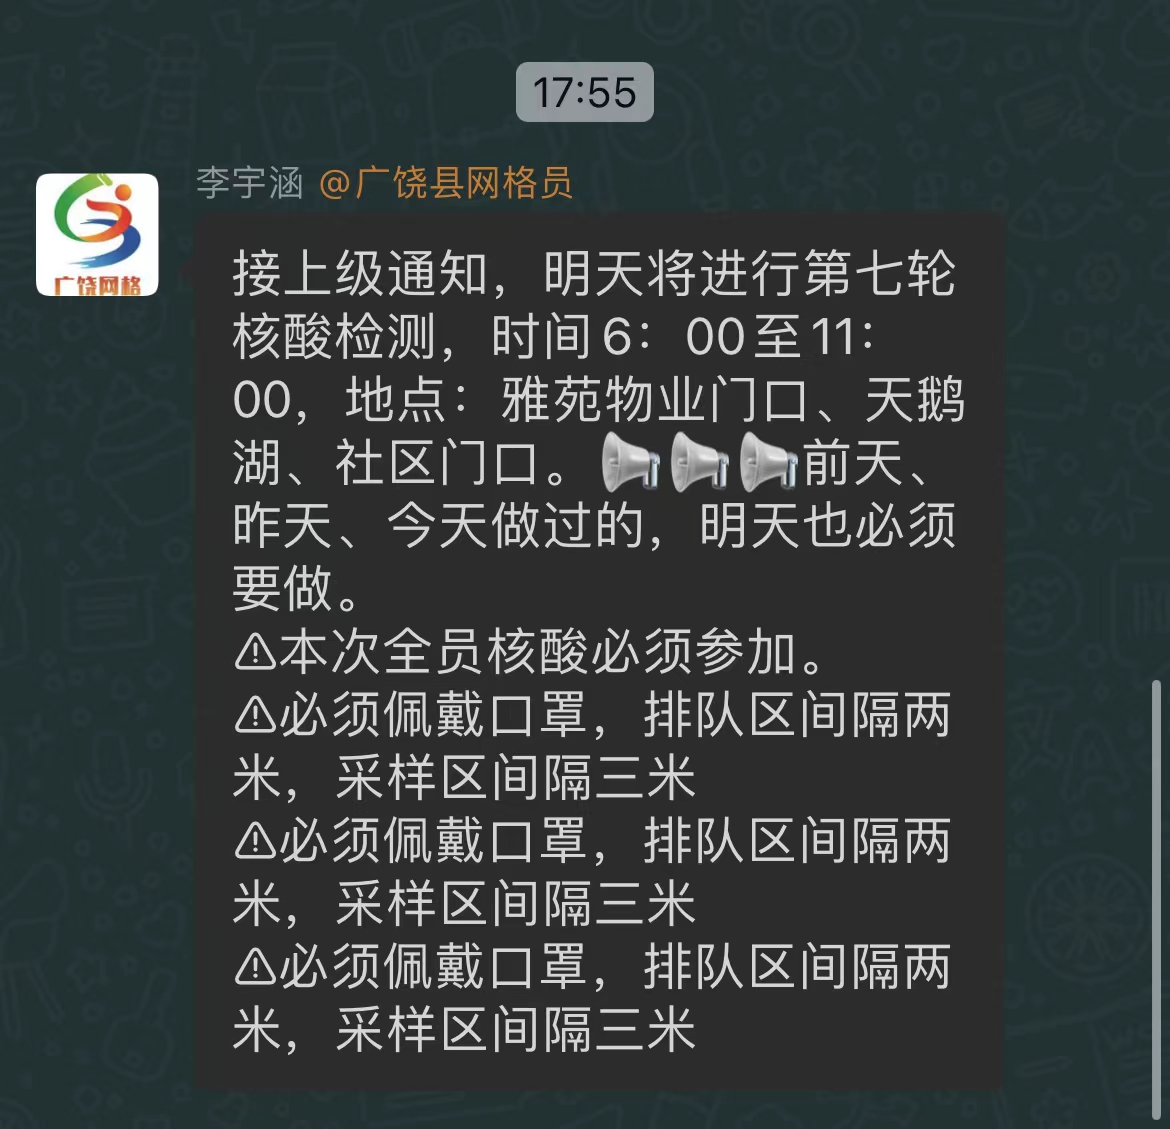 17:55
李宇涵 @广饶县网格员
广饶网格
接上级通知，明天将进行第七轮
核酸检测，时间6：00至11：
00，地点：雅苑物业门口、天鹅
湖、社区门口。📢📢📢前天、
昨天、今天做过的，明天也必须
要做。
⚠本次全员核酸必须参加。
⚠必须佩戴口罩，排队区间隔两
米，采样区间隔三米
⚠必须佩戴口罩，排队区间隔两
米，采样区间隔三米
⚠必须佩戴口罩，排队区间隔两
米，采样区间隔三米